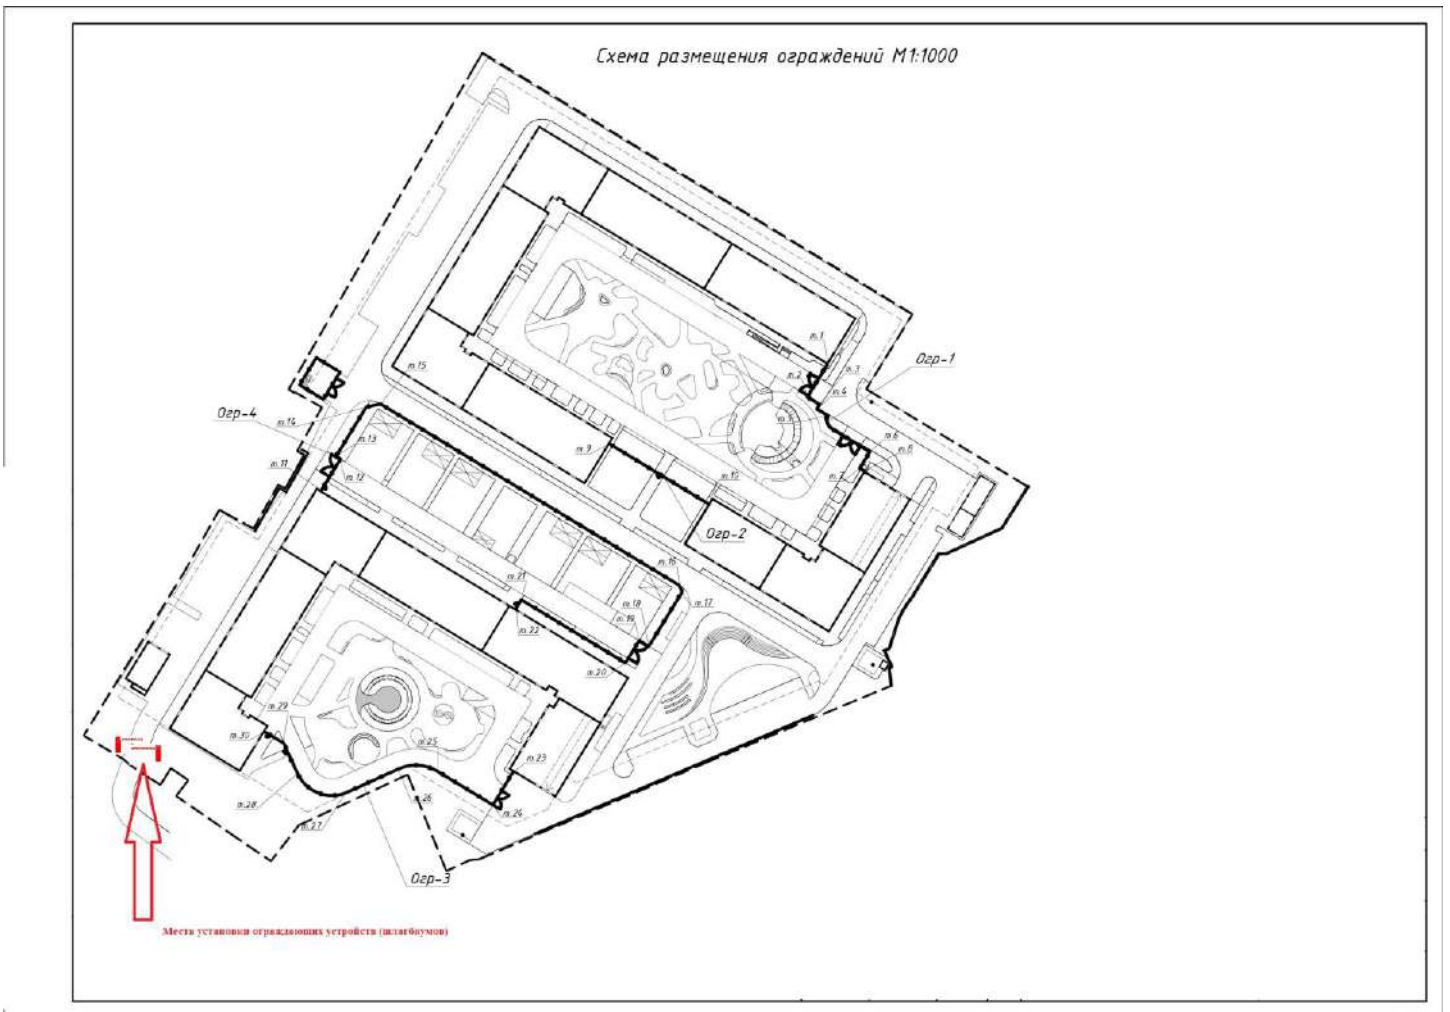 Схема размещения ограждений М1:1000
т.1
Огр-1
т.2
т.3
т.15
т.4
Огр-4
т.14
т.5
т.13
т.6
т.9
т.8
т.11
т.12
т.10
т.7
Огр-2
т.16
т.21
т.18
т.17
т.19
т.22
т.20
т.29
т.30
т.25
т.23
т.28
т.26
т.24
т.27
Огр-3
Места установки ограждающих устройств (шлагбаумов)